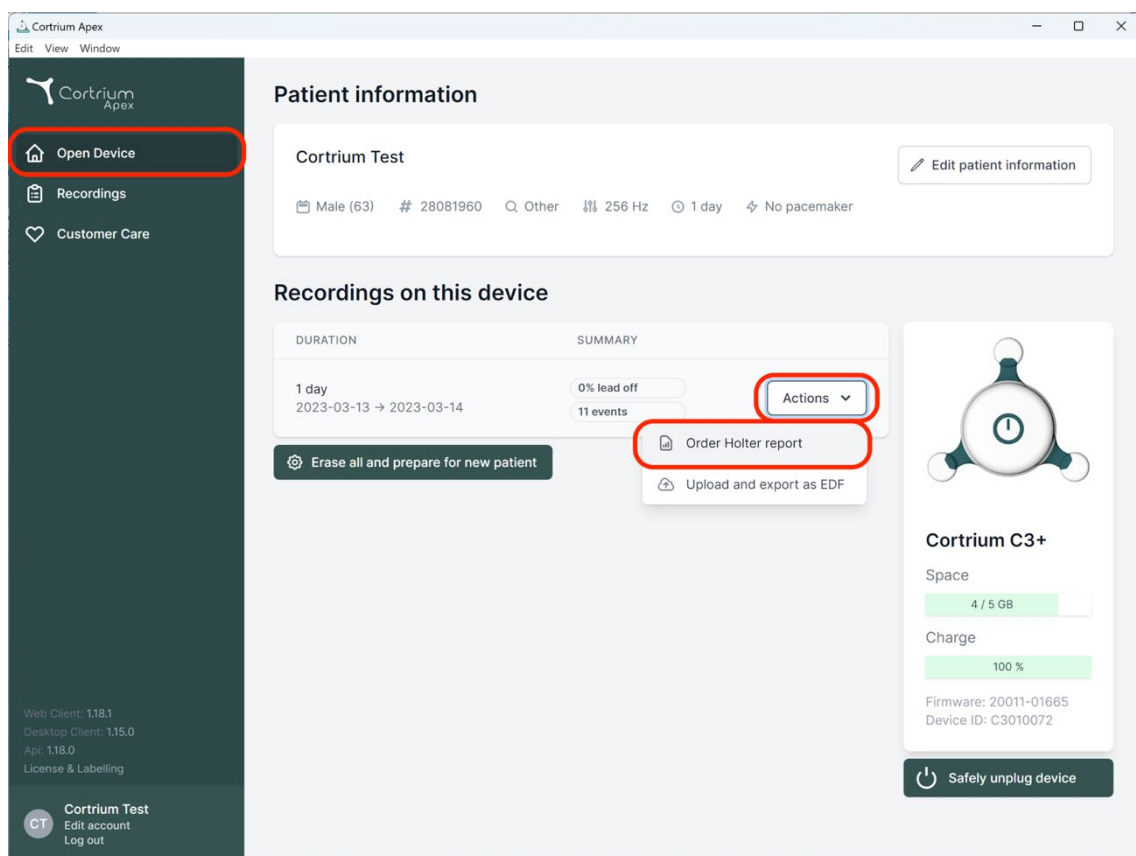 Cortrium Apex
Edit View Window
Cortrium
Apex
Open Device
Recordings
Customer Care
Web Client: 1.18.1
Desktop Client: 1.15.0
Api: 1.18.0
License & Labelling
CT
Cortrium Test
Edit account
Log out
Patient information
Cortrium Test
Edit patient information
Male (63) # 28081960 Other 256 Hz 1 day No pacemaker
Recordings on this device
DURATION SUMMARY
1 day
2023-03-13 → 2023-03-14
0% lead off
11 events
Actions
Order Holter report
Upload and export as EDF
Erase all and prepare for new patient
Cortrium C3+
Space
4 / 5 GB
Charge
100 %
Firmware: 20011-01665
Device ID: C3010072
Safely unplug device